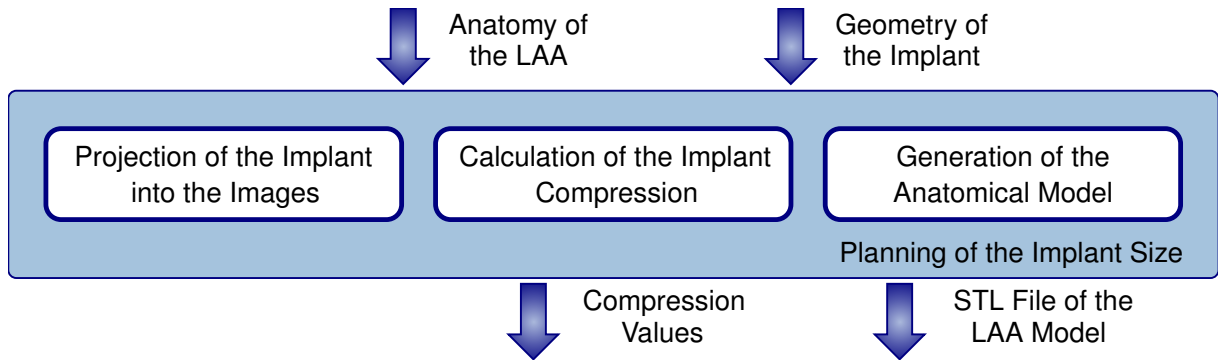 Anatomy of
the LAA
Geometry of
the Implant
Projection of the Implant
into the Images
Calculation of the Implant
Compression
Generation of the
Anatomical Model
Planning of the Implant Size
Compression
Values
STL File of the
LAA Model